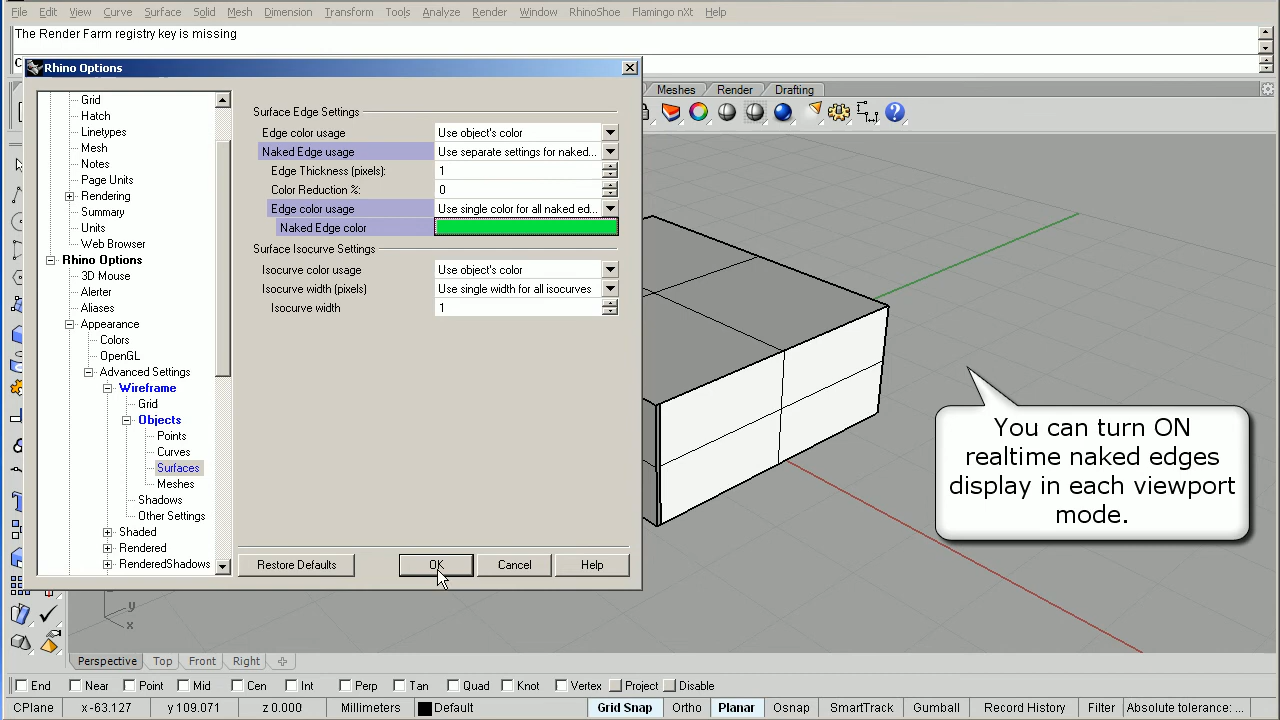 File Edit View Curve Surface Solid Mesh Dimension Transform Tools Analyze Render Window RhinoShoe Flamingo nXt Help
The Render Farm registry key is missing
C
Rhino Options
Meshes Render Drafting
Grid
Hatch
Linetypes
Mesh
Notes
Page Units
Rendering
Summary
Units
Web Browser
Rhino Options
3D Mouse
Alerter
Aliases
Appearance
Colors
OpenGL
Advanced Settings
Wireframe
Grid
Objects
Points
Curves
Surfaces
Meshes
Shadows
Other Settings
Shaded
Rendered
RenderedShadows
Surface Edge Settings
Edge color usage Use object's color
Naked Edge usage Use separate settings for naked...
Edge Thickness (pixels): 1
Color Reduction %: 0
Edge color usage Use single color for all naked ed...
Naked Edge color
Surface Isocurve Settings
Isocurve color usage Use object's color
Isocurve width (pixels) Use single width for all isocurves
Isocurve width 1
Restore Defaults OK Cancel Help
You can turn ON
realtime naked edges
display in each viewport
mode.
y
x
Perspective Top Front Right
End Near Point Mid Cen Int Perp Tan Quad Knot Vertex Project Disable
CPlane x -63.127 y 109.071 z 0.000 Millimeters Default Grid Snap Ortho Planar Osnap SmartTrack Gumball Record History Filter Absolute tolerance: ...